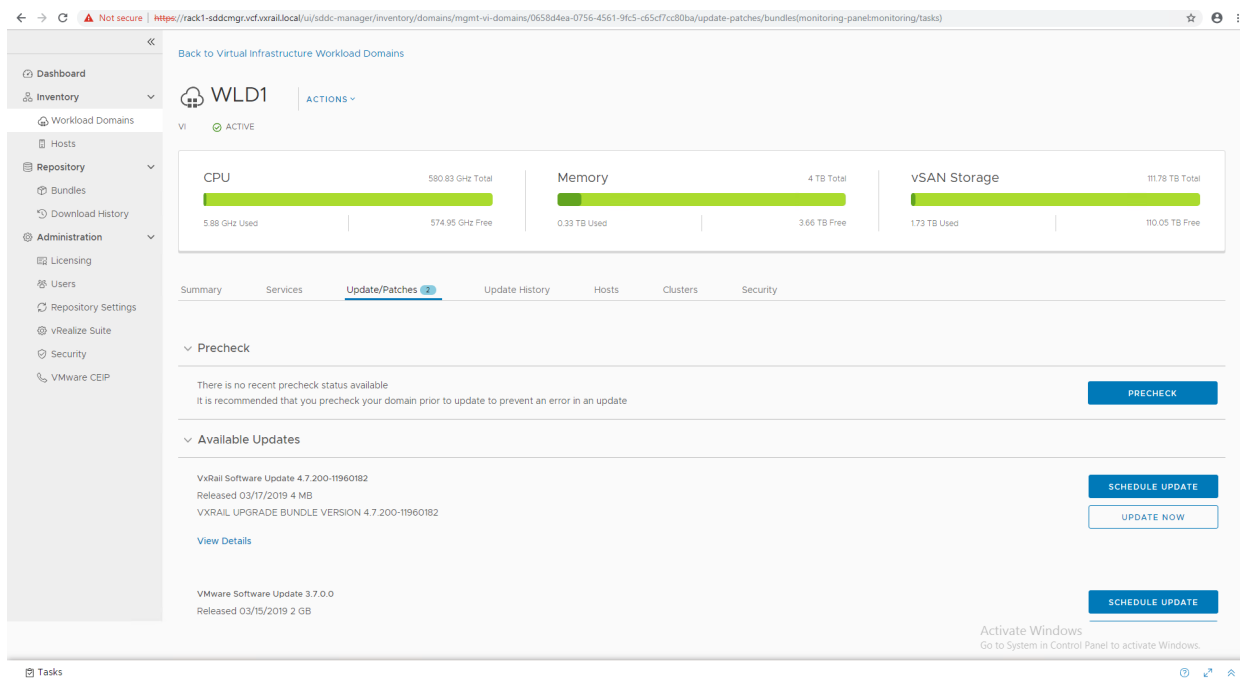 Not secure | https://rack1-sddcmgr.vcf.vxrail.local/ui/sddc-manager/inventory/domains/mgmt-vi-domains/0658d4ea-0756-4561-9fc5-c65cf7cc80ba/update-patches/bundles(monitoring-panel:monitoring/tasks)
Dashboard
Inventory
Workload Domains
Hosts
Repository
Bundles
Download History
Administration
Licensing
Users
Repository Settings
vRealize Suite
Security
VMware CEIP
Back to Virtual Infrastructure Workload Domains
WLD1 ACTIONS
VI ACTIVE
CPU 580.83 GHz Total
5.88 GHz Used 574.95 GHz Free
Memory 4 TB Total
0.33 TB Used 3.66 TB Free
vSAN Storage 111.78 TB Total
1.73 TB Used 110.05 TB Free
Summary Services Update/Patches 2 Update History Hosts Clusters Security
Precheck
There is no recent precheck status available
It is recommended that you precheck your domain prior to update to prevent an error in an update
PRECHECK
Available Updates
VxRail Software Update 4.7.200-11960182
Released 03/17/2019 4 MB
VXRAIL UPGRADE BUNDLE VERSION 4.7.200-11960182
View Details
SCHEDULE UPDATE
UPDATE NOW
VMware Software Update 3.7.0.0
Released 03/15/2019 2 GB
SCHEDULE UPDATE
Activate Windows
Go to System in Control Panel to activate Windows.
Tasks